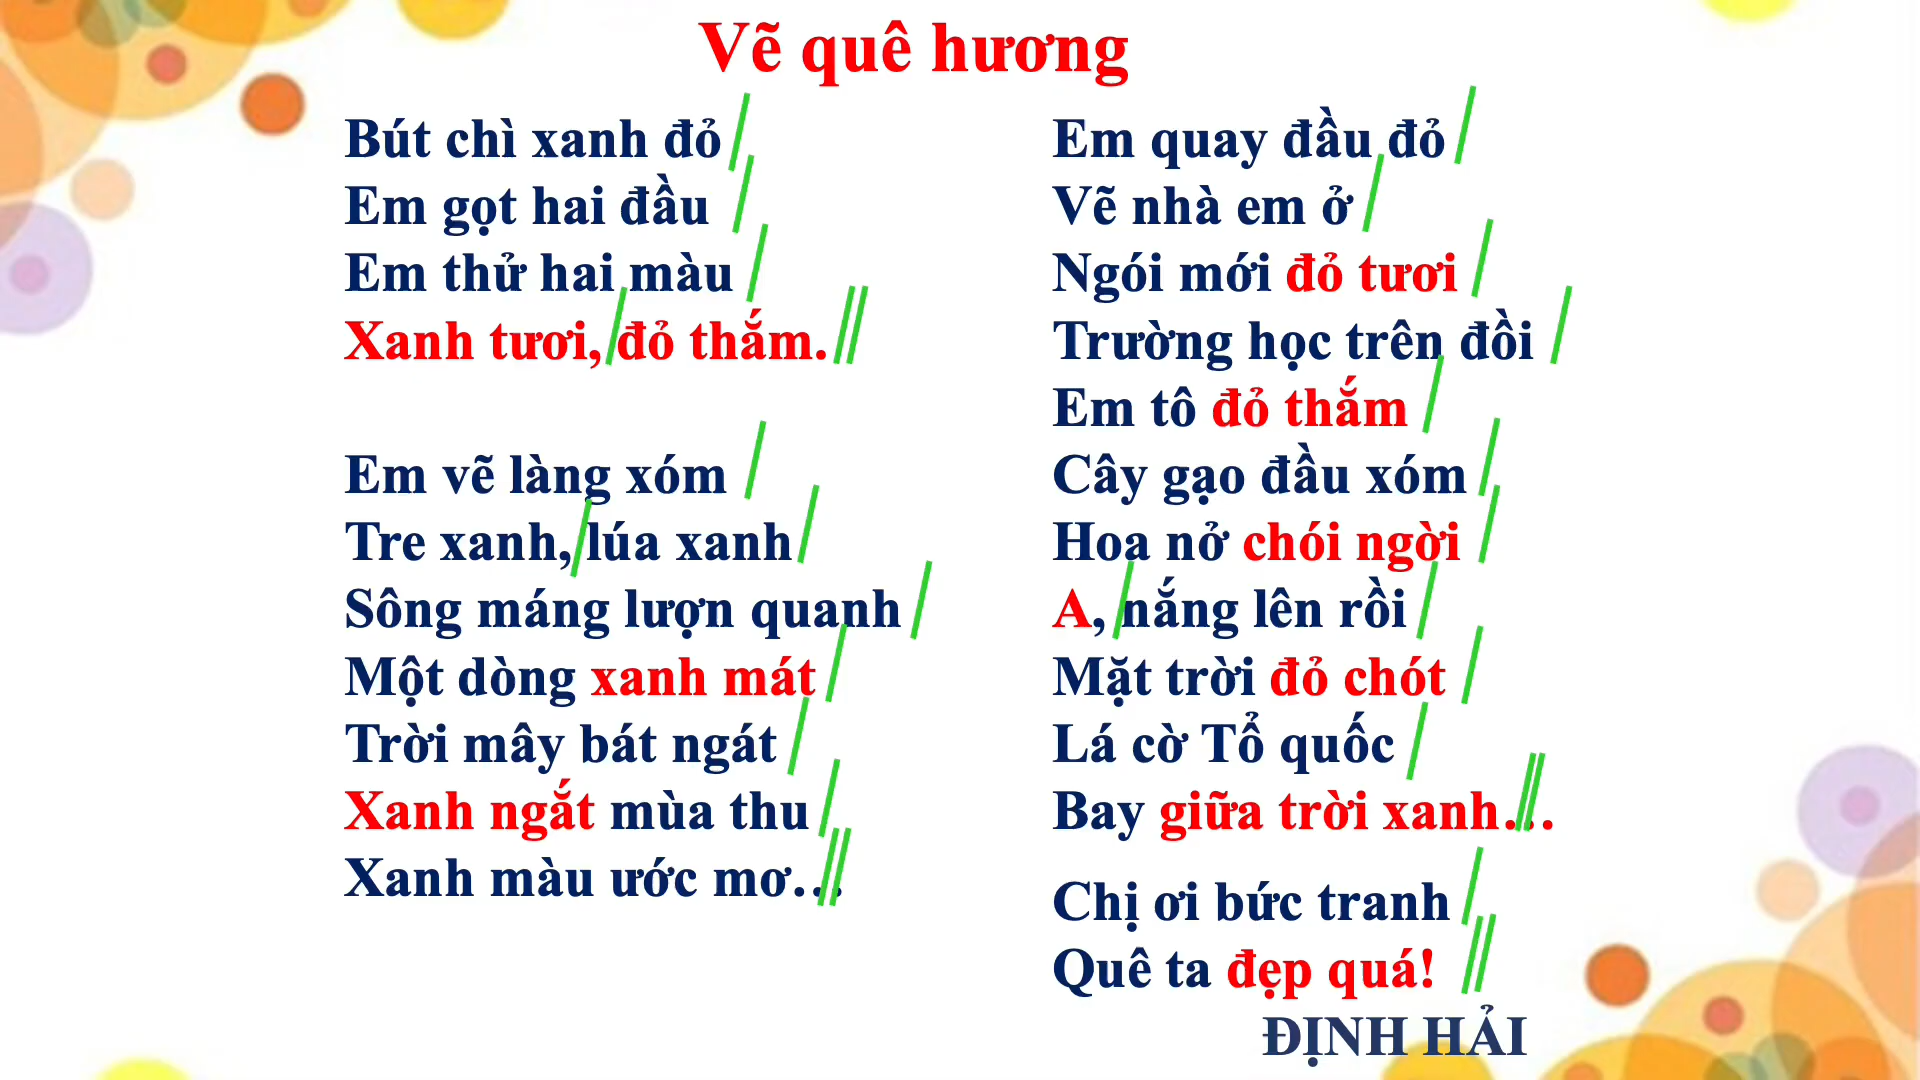 Vẽ quê hương
Bút chì xanh đỏ
Em gọt hai đầu
Em thử hai màu
Xanh tươi, đỏ thắm.
Em vẽ làng xóm
Tre xanh, lúa xanh
Sông máng lượn quanh
Một dòng xanh mát
Trời mây bát ngát
Xanh ngắt mùa thu
Xanh màu ước mơ...
Em quay đầu đỏ
Vẽ nhà em ở
Ngói mới đỏ tươi
Trường học trên đồi
Em tô đỏ thắm
Cây gạo đầu xóm
Hoa nở chói ngời
A, nắng lên rồi
Mặt trời đỏ chót
Lá cờ Tổ quốc
Bay giữa trời xanh...
Chị ơi bức tranh
Quê ta đẹp quá!
ĐỊNH HẢI